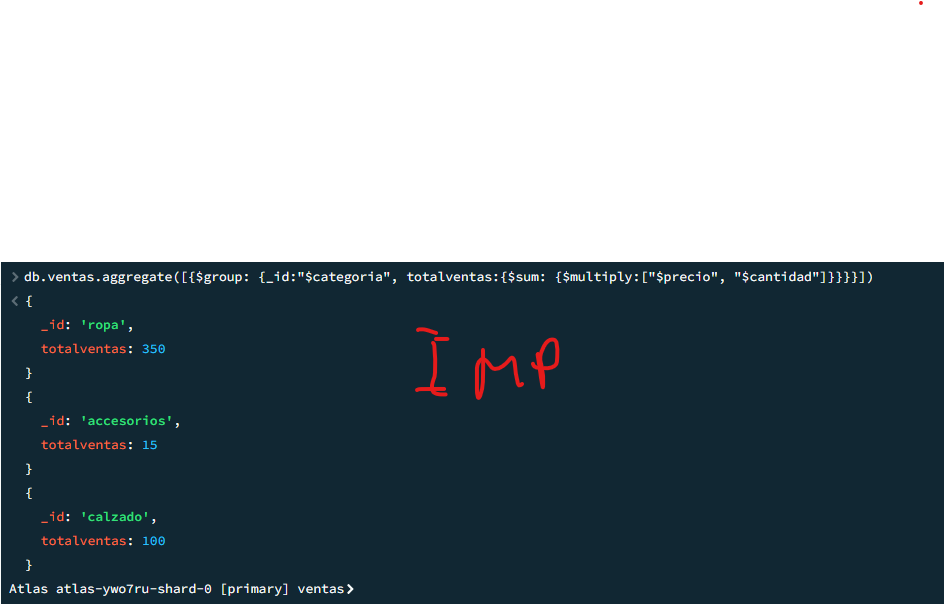 > db.ventas.aggregate([{$group: {_id:"$categoria", totalventas:{$sum: {$multiply:["$precio", "$cantidad"]}}}}])
< {
_id: 'ropa',
totalventas: 350
}
{
_id: 'accesorios',
totalventas: 15
}
{
_id: 'calzado',
totalventas: 100
}
IMP
Atlas atlas-ywo7ru-shard-0 [primary] ventas>